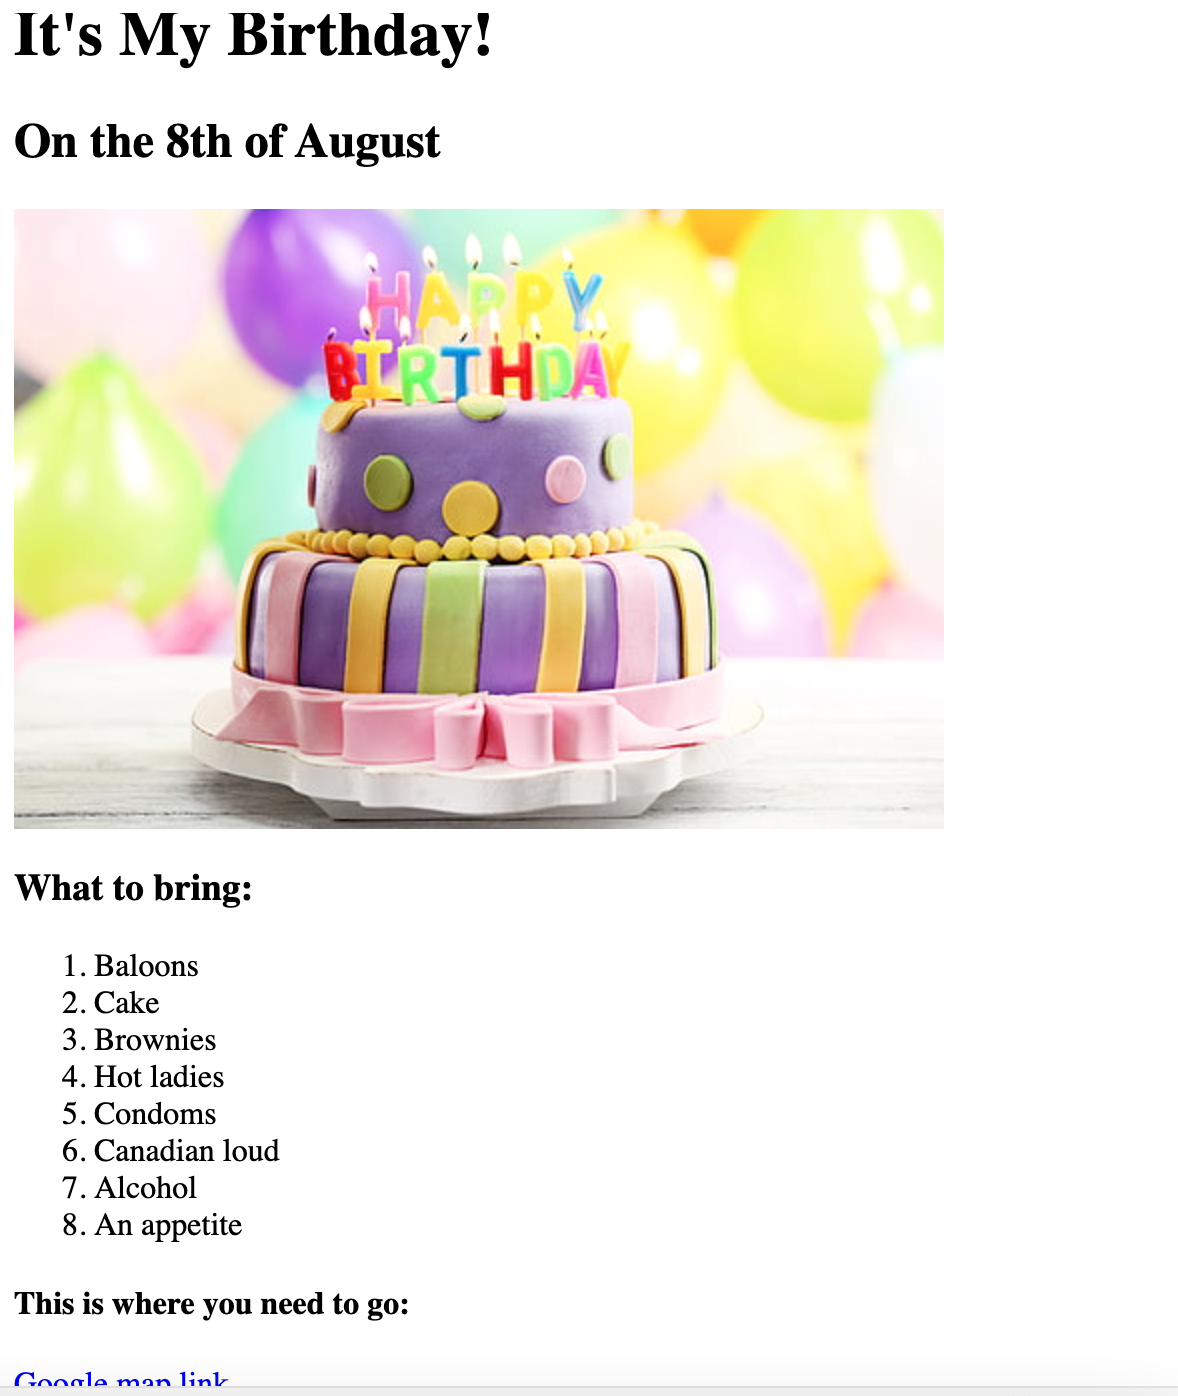 It's My Birthday!
On the 8th of August
HAPPY
BIRTHDAY
What to bring:
1. Baloons
2. Cake
3. Brownies
4. Hot ladies
5. Condoms
6. Canadian loud
7. Alcohol
8. An appetite
This is where you need to go:
Google map link